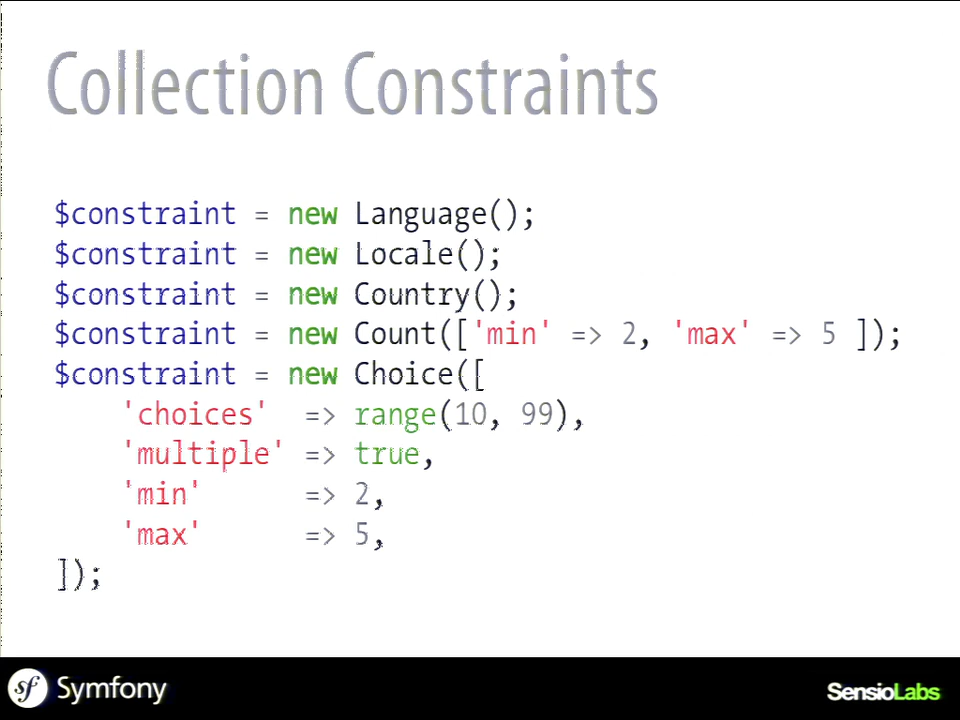 Collection Constraints
$constraint = new Language();
$constraint = new Locale();
$constraint = new Country();
$constraint = new Count(['min' => 2, 'max' => 5 ]);
$constraint = new Choice([
    'choices'  => range(10, 99),
    'multiple' => true,
    'min'      => 2,
    'max'      => 5,
]);
sf Symfony
SensioLabs